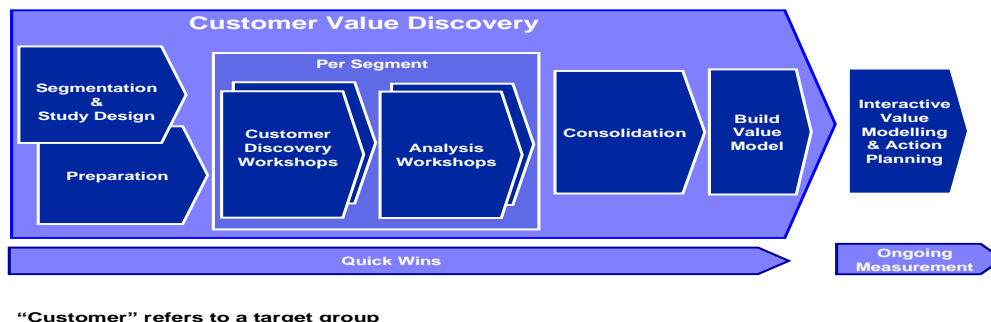 Customer Value Discovery
Segmentation
&
Study Design
Preparation
Per Segment
Customer
Discovery
Workshops
Analysis
Workshops
Consolidation
Build
Value
Model
Interactive
Value
Modelling
& Action
Planning
Quick Wins
Ongoing
Measurement
“Customer” refers to a target group